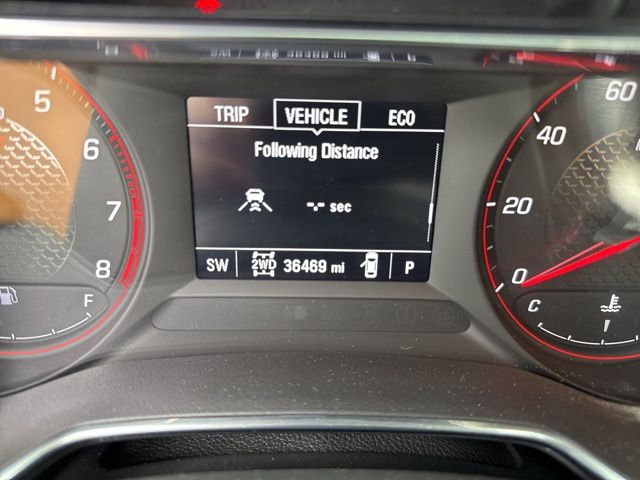 TRIP VEHICLE ECO
Following Distance
-.- sec
SW 2WD 36469 mi P
5
6
7
8
F
60
40
20
0
C